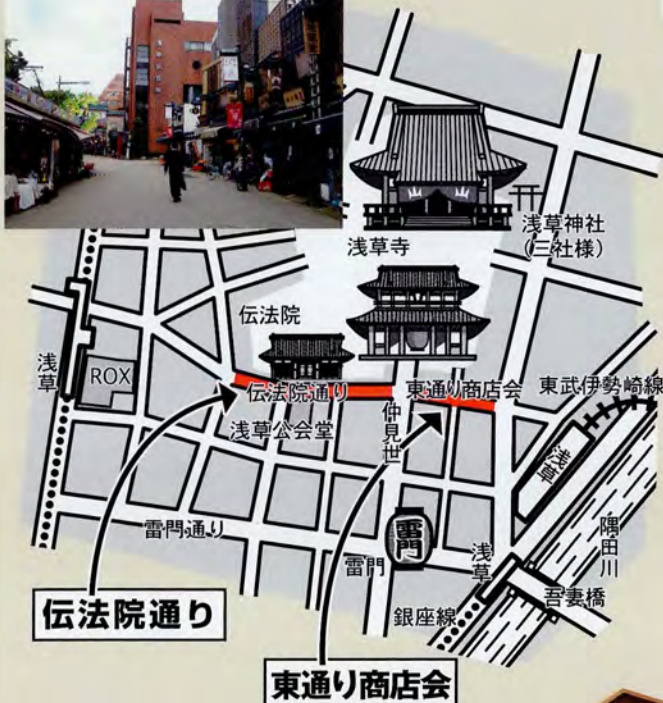 浅草寺
浅草神社
(三社様)
伝法院
浅草
ROX
伝法院通り
東通り商店会
東武伊勢崎線
浅草公会堂
仲見世
浅草
雷門通り
雷門
雷門
浅草
隅田川
吾妻橋
銀座線
伝法院通り
東通り商店会